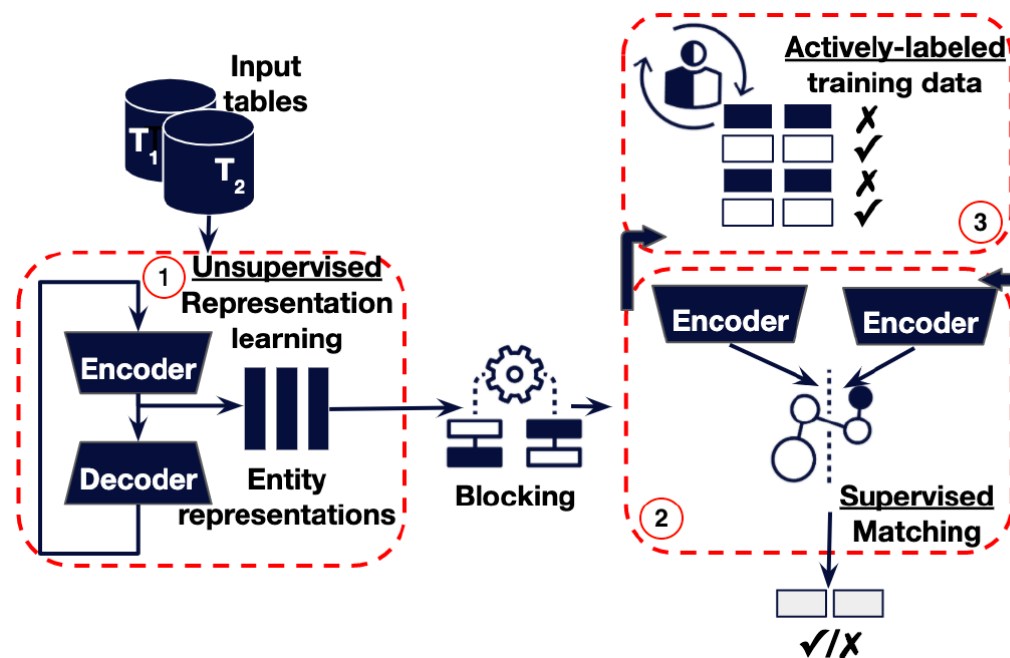 Input
tables
T1
T2
1
Unsupervised
Representation
learning
Encoder
Decoder
Entity
representations
Blocking
Actively-labeled
training data
✗
✓
✗
✓
3
Encoder
Encoder
2
Supervised
Matching
✓/✗